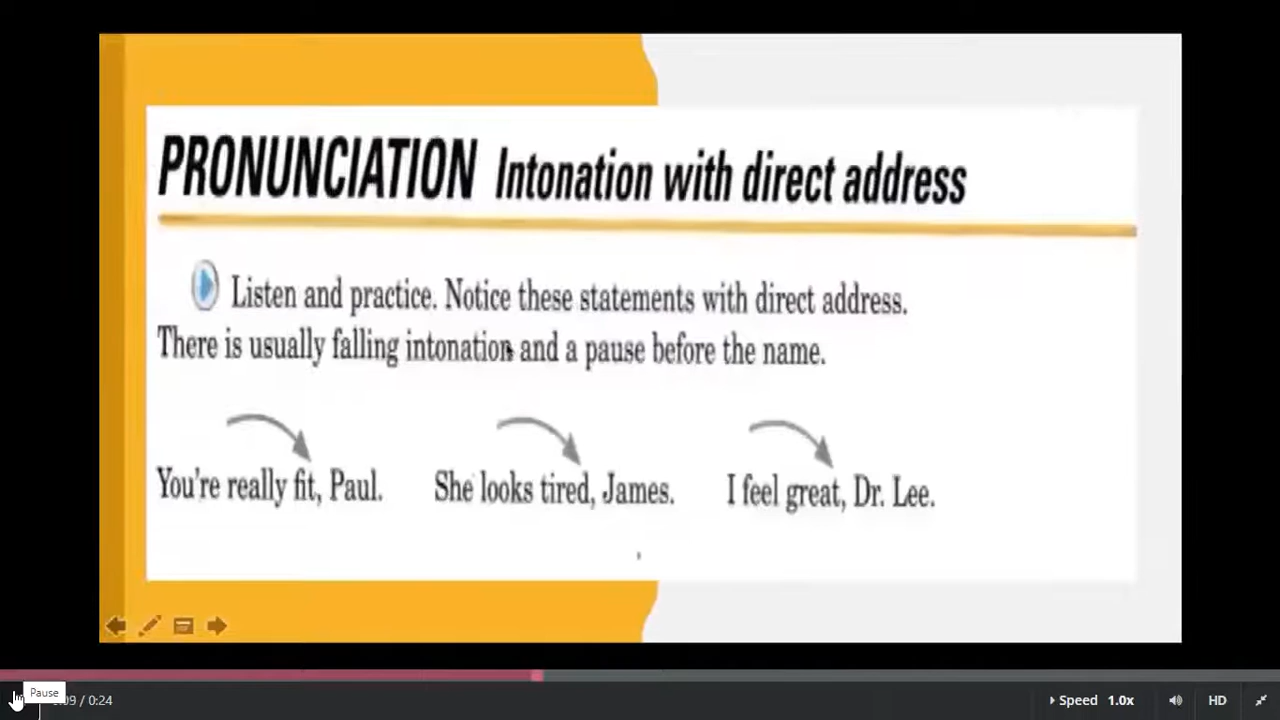 PRONUNCIATION Intonation with direct address
Listen and practice. Notice these statements with direct address.
There is usually falling intonation and a pause before the name.
You're really fit, Paul. She looks tired, James. I feel great, Dr. Lee.
Pause
/ 0:24 Speed 1.0x HD